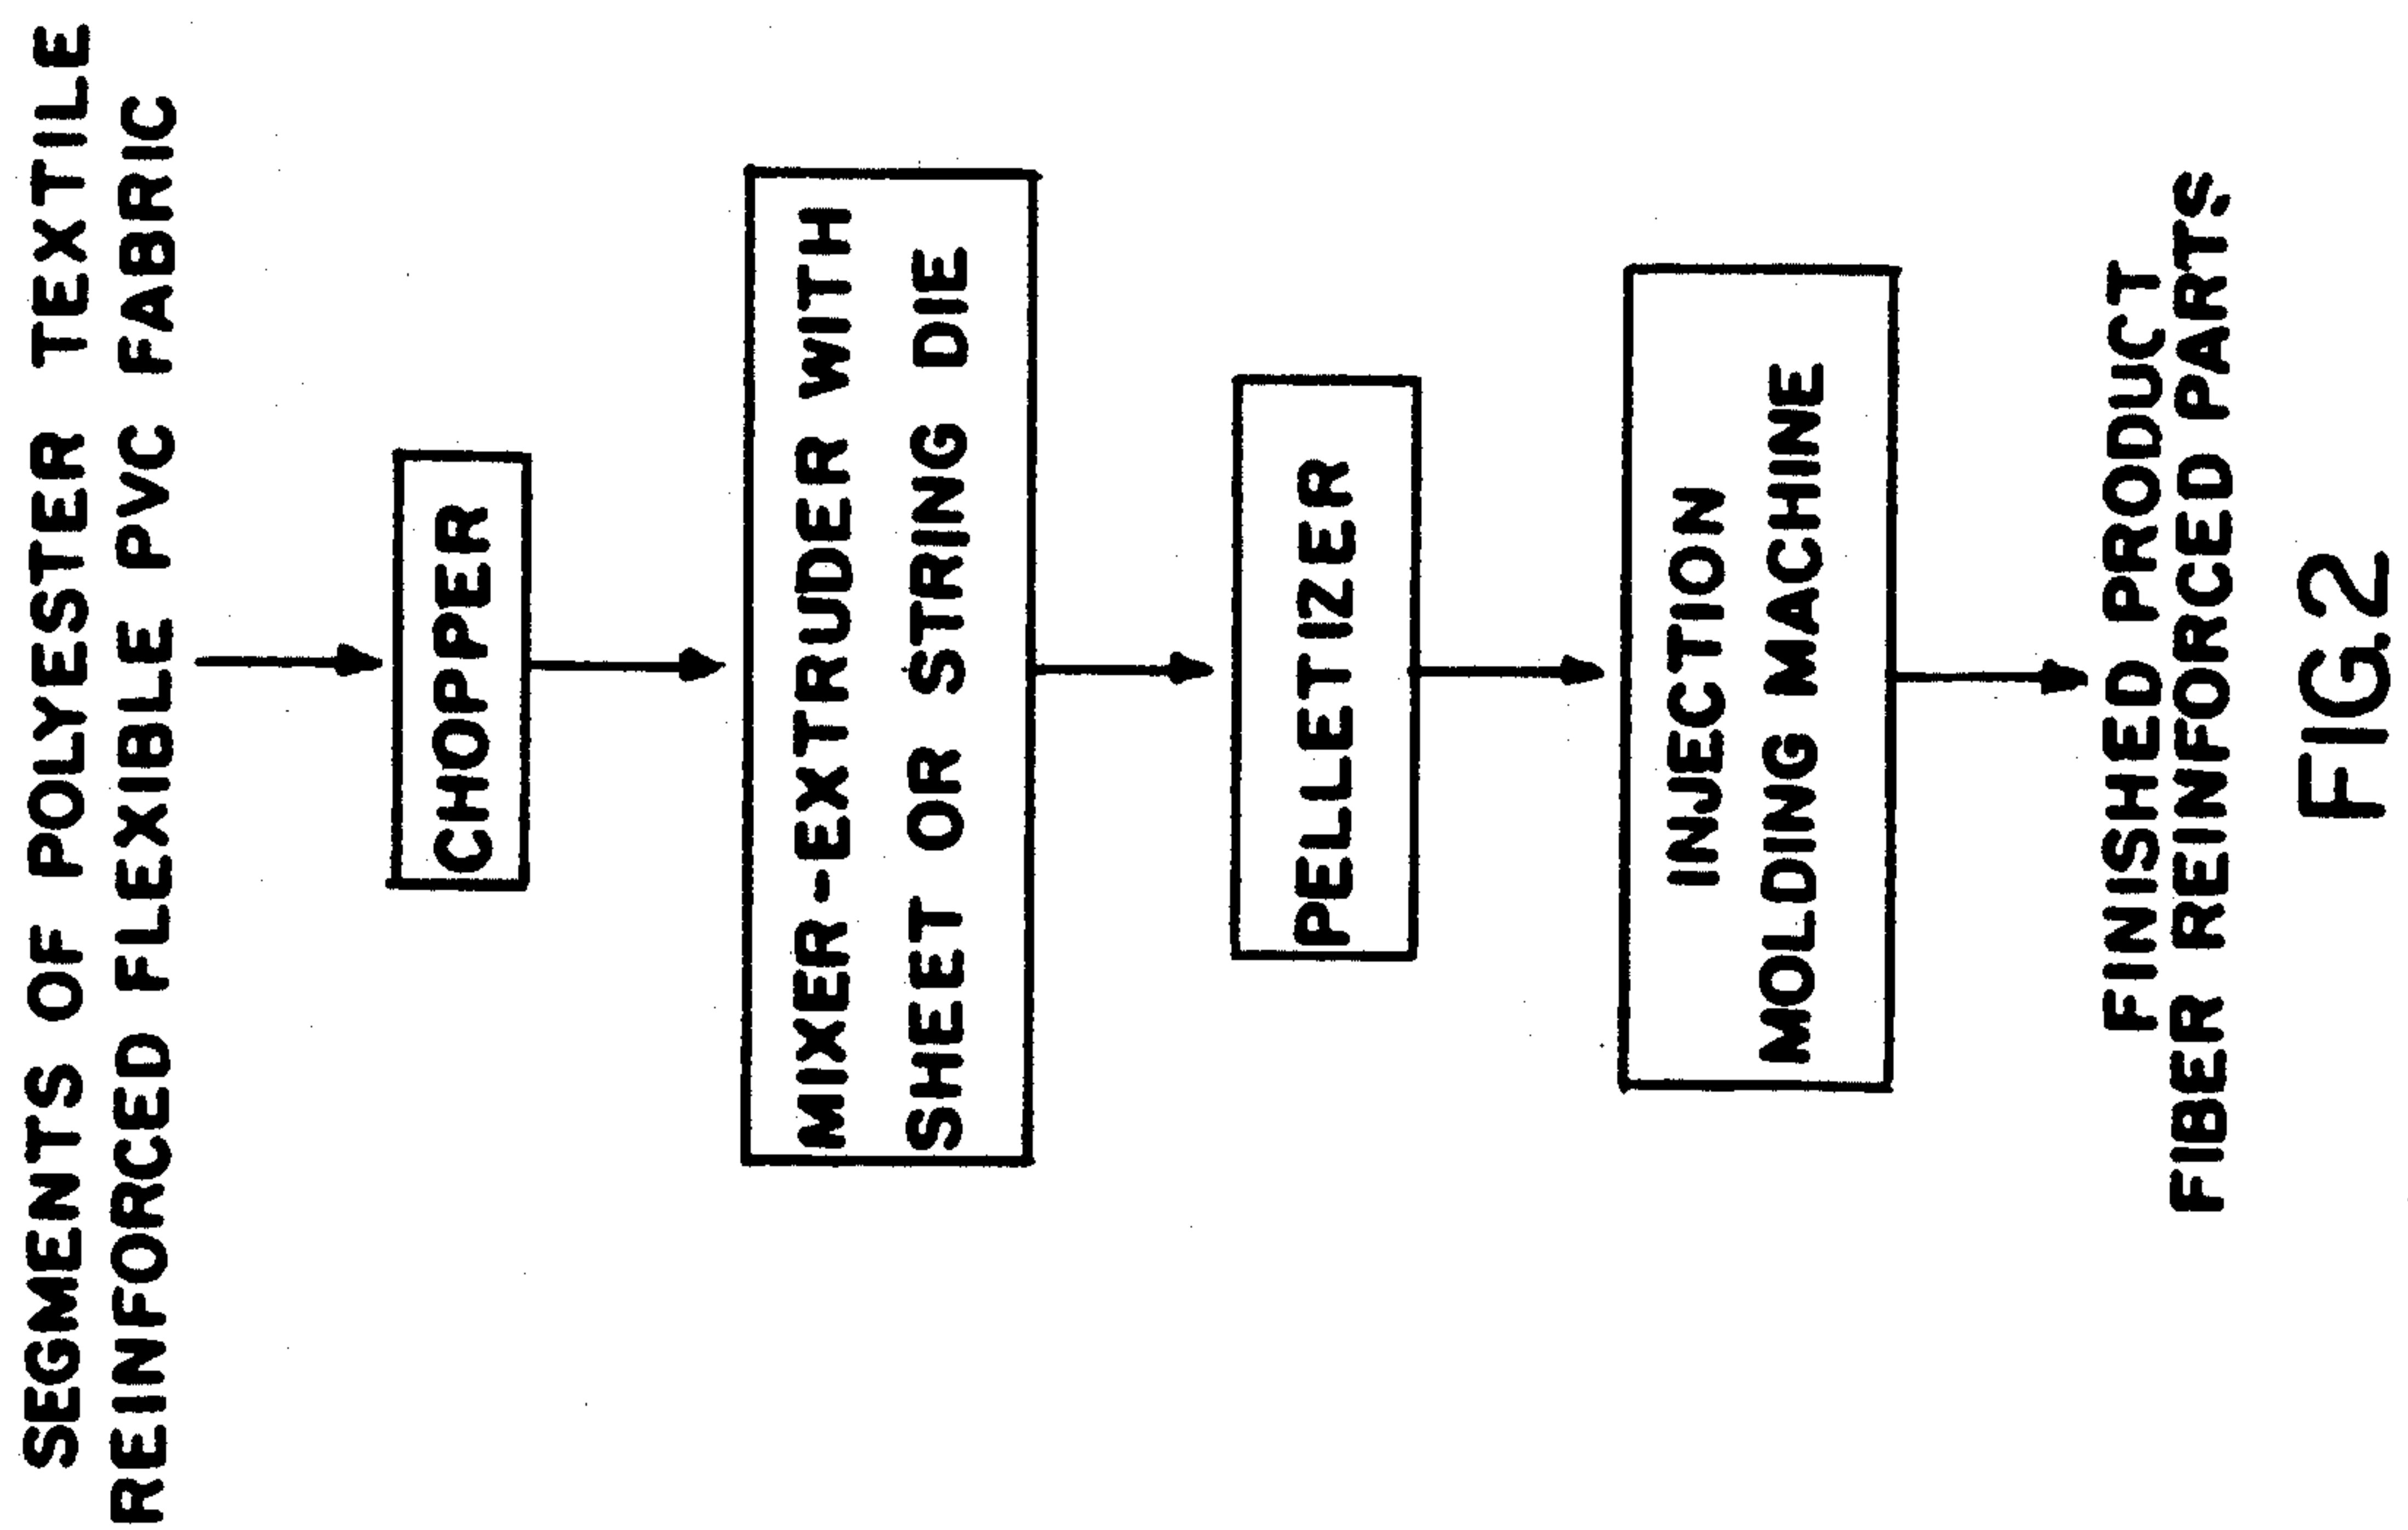 SEGMENTS OF POLYESTER TEXTILE
REINFORCED FLEXIBLE PVC FABRIC
CHOPPER
MIXER-EXTRUDER WITH
SHEET OR STRING DIE
PELLETIZER
INJECTION
MOLDING MACHINE
FINISHED PRODUCT
FIBER REINFORCED PARTS
FIG.2